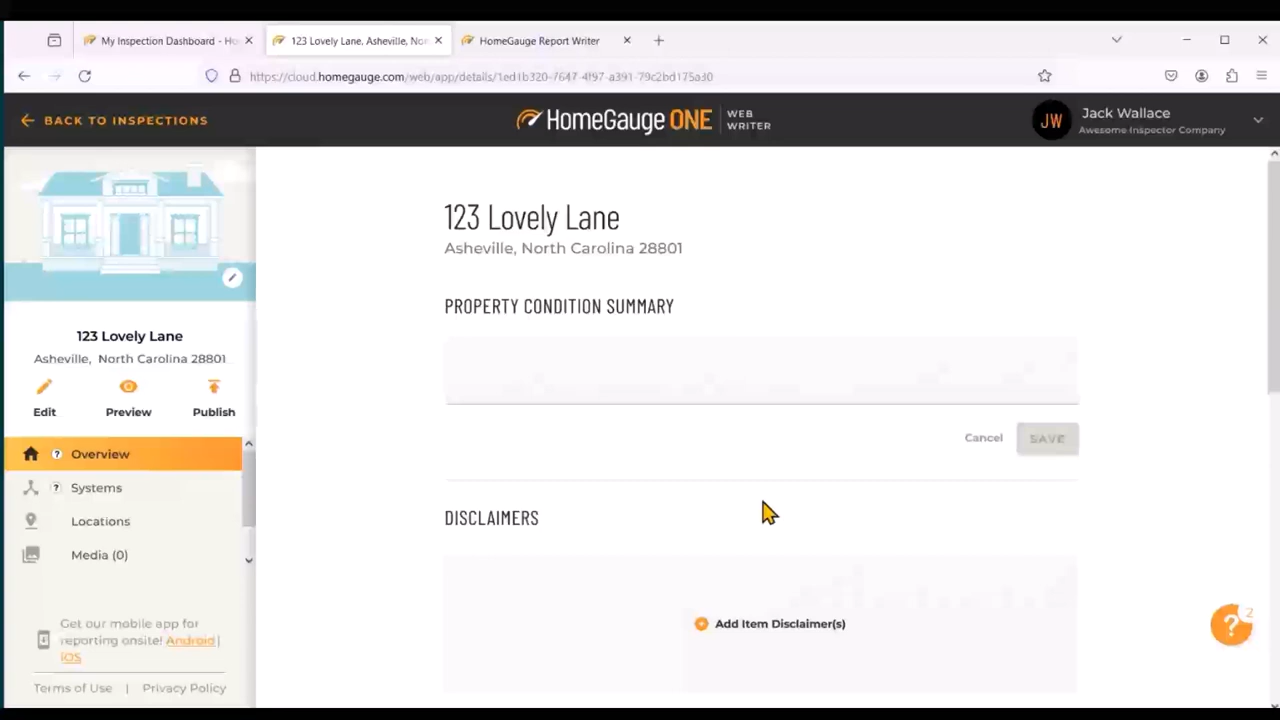 My Inspection Dashboard - Ho
123 Lovely Lane, Asheville, Nor
HomeGauge Report Writer
https://cloud.homegauge.com/web/app/details/1ed1b320-7647-4f97-a391-79c2bd175a30
BACK TO INSPECTIONS
HomeGauge ONE
WEB
WRITER
JW
Jack Wallace
Awesome Inspector Company
123 Lovely Lane
Asheville, North Carolina 28801
Edit
Preview
Publish
? Overview
? Systems
Locations
Media (0)
Get our mobile app for
reporting onsite! Android |
iOS
Terms of Use | Privacy Policy
123 Lovely Lane
Asheville, North Carolina 28801
PROPERTY CONDITION SUMMARY
Cancel
SAVE
DISCLAIMERS
Add Item Disclaimer(s)
? 2